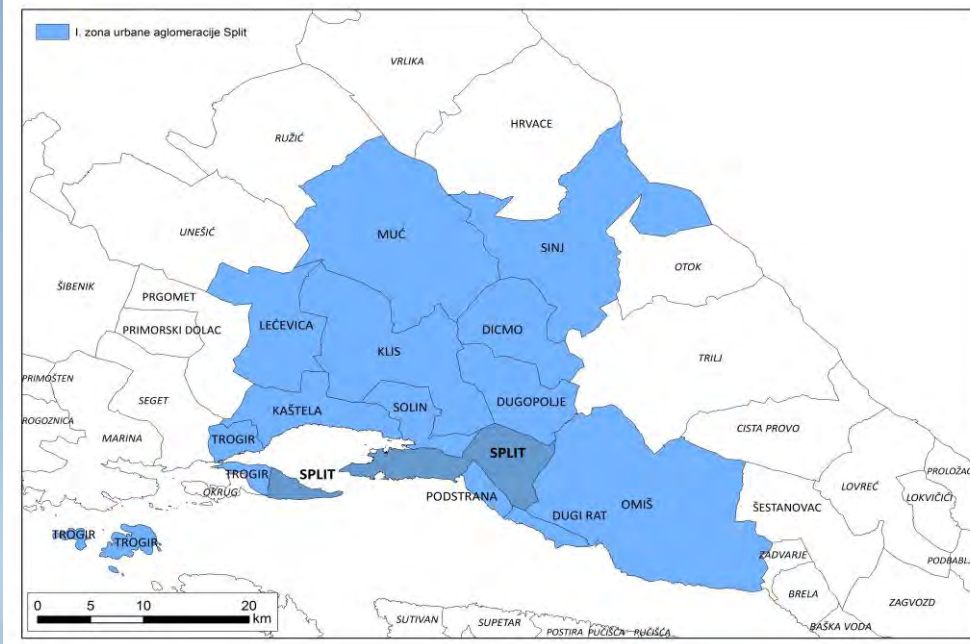 I. zona urbane aglomeracije Split
VRLIKA
HRVACE
RUŽIĆ
UNEŠIĆ
MUĆ
SINJ
OTOK
ŠIBENIK
PRGOMET
PRIMORSKI DOLAC
LEĆEVICA
DICMO
KLIS
TRILJ
PRIMOŠTEN
SEGET
ROGOZNICA
MARINA
KAŠTELA
SOLIN
DUGOPOLJE
CISTA PROVO
TROGIR
SPLIT
TROGIR
SPLIT
OKRUG
PODSTRANA
DUGI RAT
OMIŠ
ŠESTANOVAC
LOVREĆ
PROLOŽAC
LOKVIČIĆI
TROGIR
TROGIR
ZADVARJE
PODBABLJ
BRELA
ZAGVOZD
BAŠKA VODA
SUTIVAN
SUPETAR
POSTIRA
PUČIŠĆA
PUČIŠĆA
0 5 10 20
km